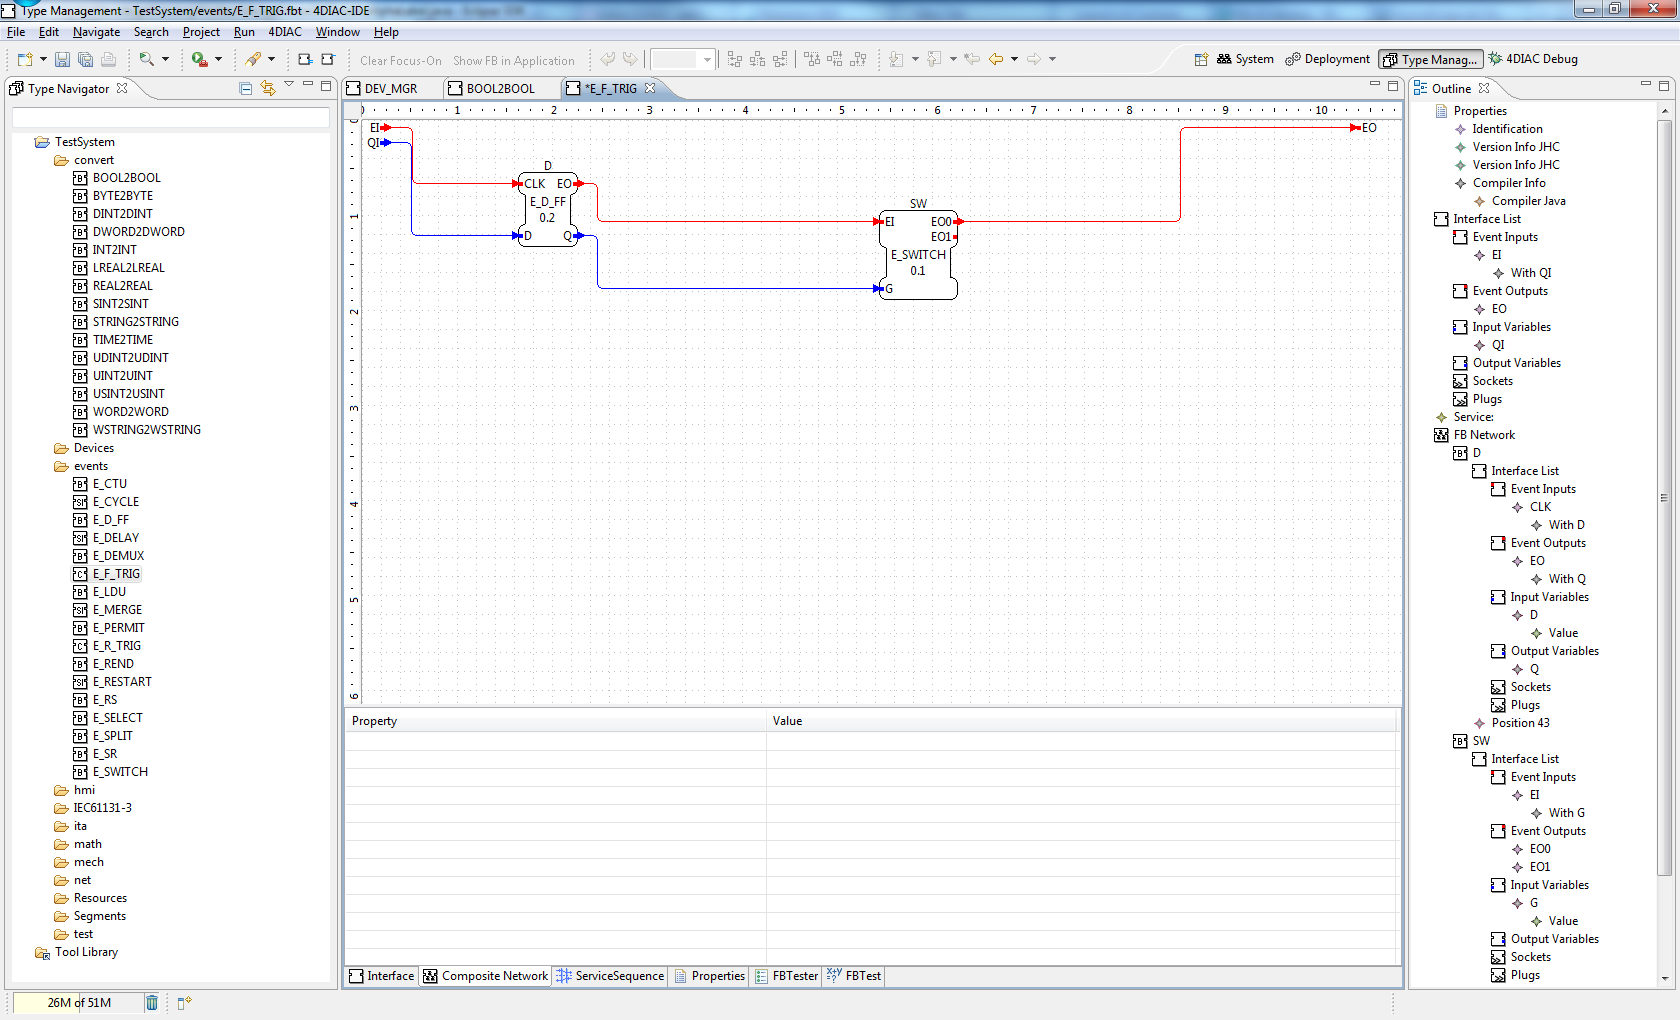 Type Management - TestSystem/events/E_F_TRIG.fbt - 4DIAC-IDE
File Edit Navigate Search Project Run 4DIAC Window Help
Clear Focus-On Show FB in Application
System Deployment Type Manag... 4DIAC Debug
Type Navigator
TestSystem
convert
BOOL2BOOL
BYTE2BYTE
DINT2DINT
DWORD2DWORD
INT2INT
LREAL2LREAL
REAL2REAL
SINT2SINT
STRING2STRING
TIME2TIME
UDINT2UDINT
UINT2UINT
USINT2USINT
WORD2WORD
WSTRING2WSTRING
Devices
events
E_CTU
E_CYCLE
E_D_FF
E_DELAY
E_DEMUX
E_F_TRIG
E_LDU
E_MERGE
E_PERMIT
E_R_TRIG
E_REND
E_RESTART
E_RS
E_SELECT
E_SPLIT
E_SR
E_SWITCH
hmi
IEC61131-3
ita
math
mech
net
Resources
Segments
test
Tool Library
DEV_MGR BOOL2BOOL *E_F_TRIG
0 1 2 3 4 5 6 7 8 9 10
0
1
2
3
4
5
6
EI
QI
D
CLK EO
E_D_FF
0.2
D Q
SW
EI EO0
EO1
E_SWITCH
0.1
G
EO
Property Value
Interface Composite Network ServiceSequence Properties FBTester FBTest
Outline
Properties
Identification
Version Info JHC
Version Info JHC
Compiler Info
Compiler Java
Interface List
Event Inputs
EI
With QI
Event Outputs
EO
Input Variables
QI
Output Variables
Sockets
Plugs
Service:
FB Network
D
Interface List
Event Inputs
CLK
With D
Event Outputs
EO
With Q
Input Variables
D
Value
Output Variables
Q
Sockets
Plugs
Position 43
SW
Interface List
Event Inputs
EI
With G
Event Outputs
EO0
EO1
Input Variables
G
Value
Output Variables
Sockets
Plugs
26M of 51M